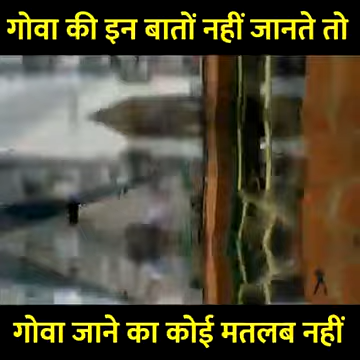 गोवा की इन बातों नहीं जानते तो
गोवा जाने का कोई मतलब नहीं